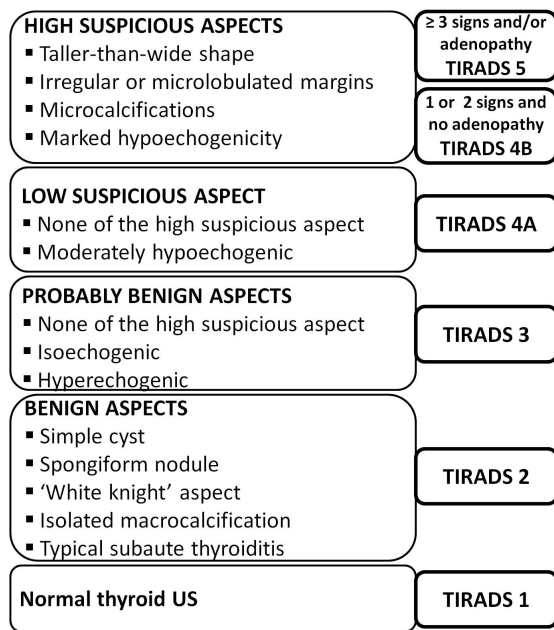 HIGH SUSPICIOUS ASPECTS
▪ Taller-than-wide shape
▪ Irregular or microlobulated margins
▪ Microcalcifications
▪ Marked hypoechogenicity
≥ 3 signs and/or
adenopathy
TIRADS 5
1 or 2 signs and
no adenopathy
TIRADS 4B
LOW SUSPICIOUS ASPECT
▪ None of the high suspicious aspect
▪ Moderately hypoechogenic
TIRADS 4A
PROBABLY BENIGN ASPECTS
▪ None of the high suspicious aspect
▪ Isoechogenic
▪ Hyperechogenic
TIRADS 3
BENIGN ASPECTS
▪ Simple cyst
▪ Spongiform nodule
▪ ‘White knight’ aspect
▪ Isolated macrocalcification
▪ Typical subaute thyroiditis
TIRADS 2
Normal thyroid US
TIRADS 1